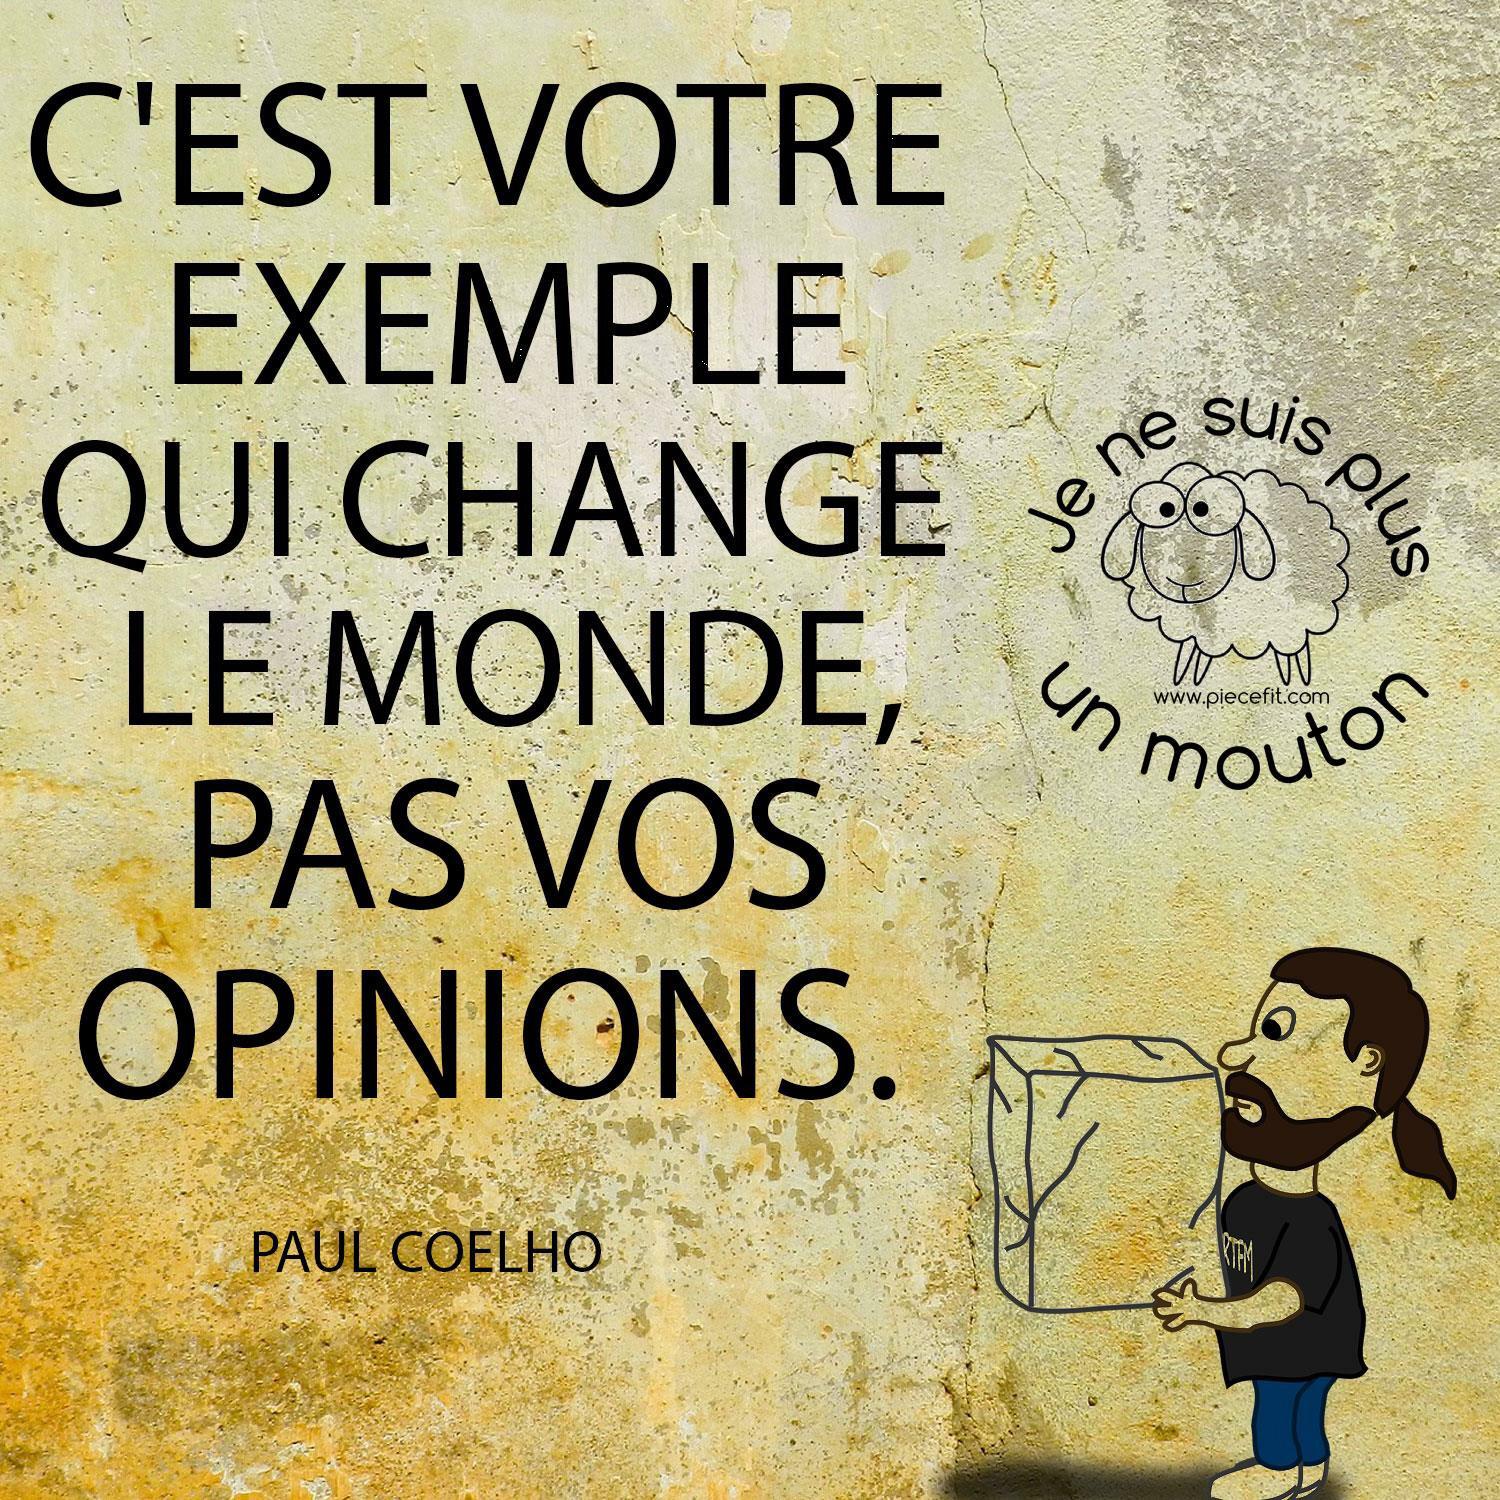 C'EST VOTRE
EXEMPLE
QUI CHANGE
LE MONDE,
PAS VOS
OPINIONS.
PAUL COELHO
Je ne suis plus
www.piecefit.com
un mouton
RTFM